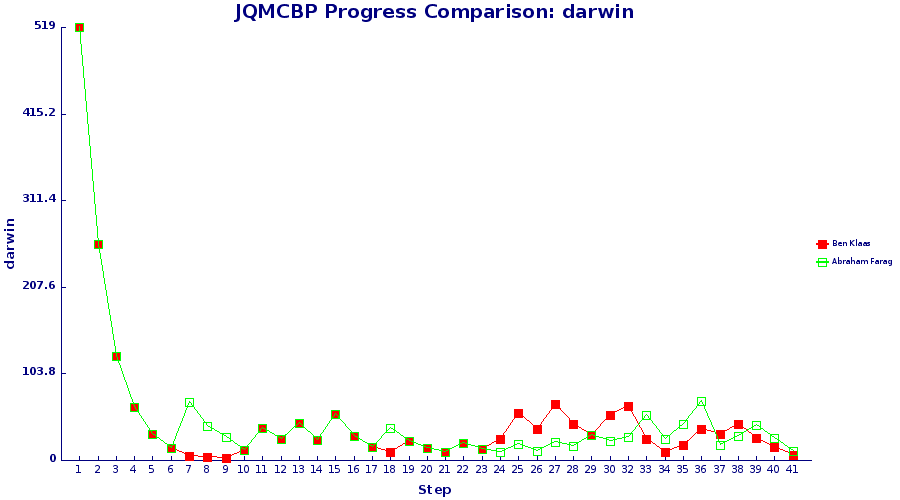 JQMCBP Progress Comparison: darwin
519
415.2
311.4
207.6
103.8
0
darwin
1 2 3 4 5 6 7 8 9 10 11 12 13 14 15 16 17 18 19 20 21 22 23 24 25 26 27 28 29 30 32 33 34 35 36 37 38 39 40 41
Step
Ben Klaas
Abraham Farag